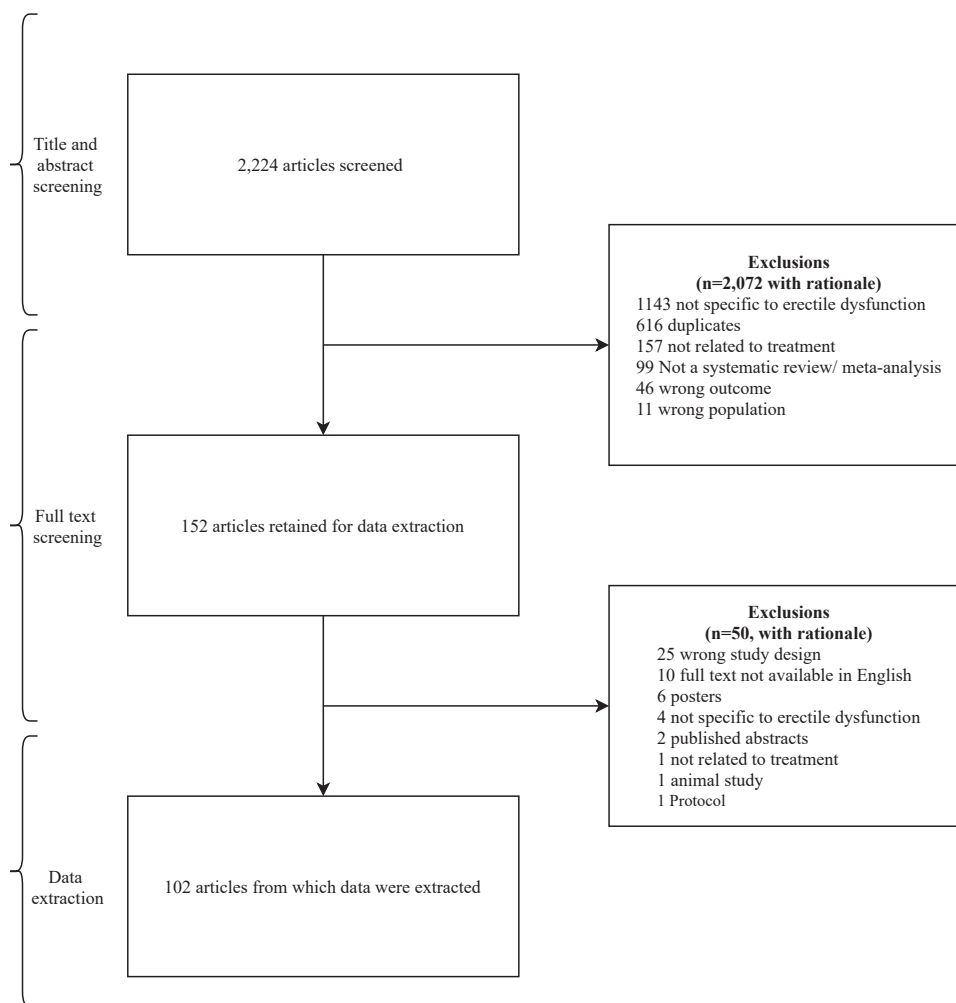 Title and
abstract
screening
2,224 articles screened
Exclusions
(n=2,072 with rationale)
1143 not specific to erectile dysfunction
616 duplicates
157 not related to treatment
99 Not a systematic review/ meta-analysis
46 wrong outcome
11 wrong population
Full text
screening
152 articles retained for data extraction
Exclusions
(n=50, with rationale)
25 wrong study design
10 full text not available in English
6 posters
4 not specific to erectile dysfunction
2 published abstracts
1 not related to treatment
1 animal study
1 Protocol
Data
extraction
102 articles from which data were extracted